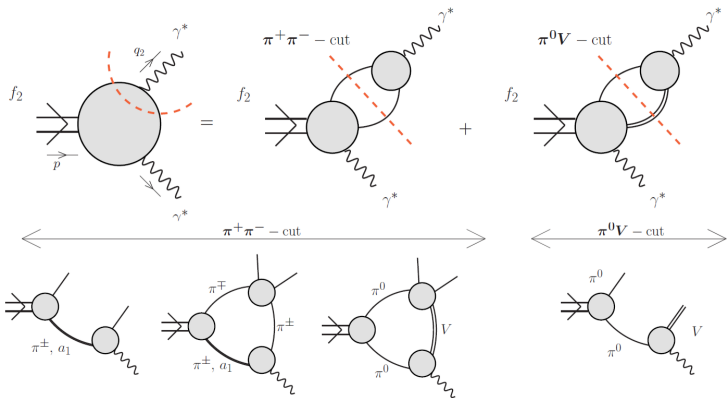 γ*
q₂
f₂
p
γ*
=
π⁺π⁻ – cut
γ*
f₂
γ*
+
π⁰V – cut
γ*
f₂
γ*
π⁺π⁻ – cut
π⁰V – cut
π±, a₁
π∓
π±
π±, a₁
π⁰
V
π⁰
π⁰
π⁰
V